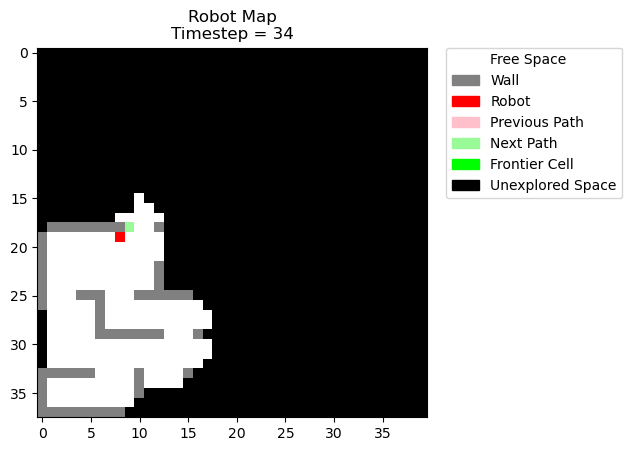 Robot Map
Timestep = 34
Free Space
Wall
Robot
Previous Path
Next Path
Frontier Cell
Unexplored Space
0
5
10
15
20
25
30
35
0 5 10 15 20 25 30 35